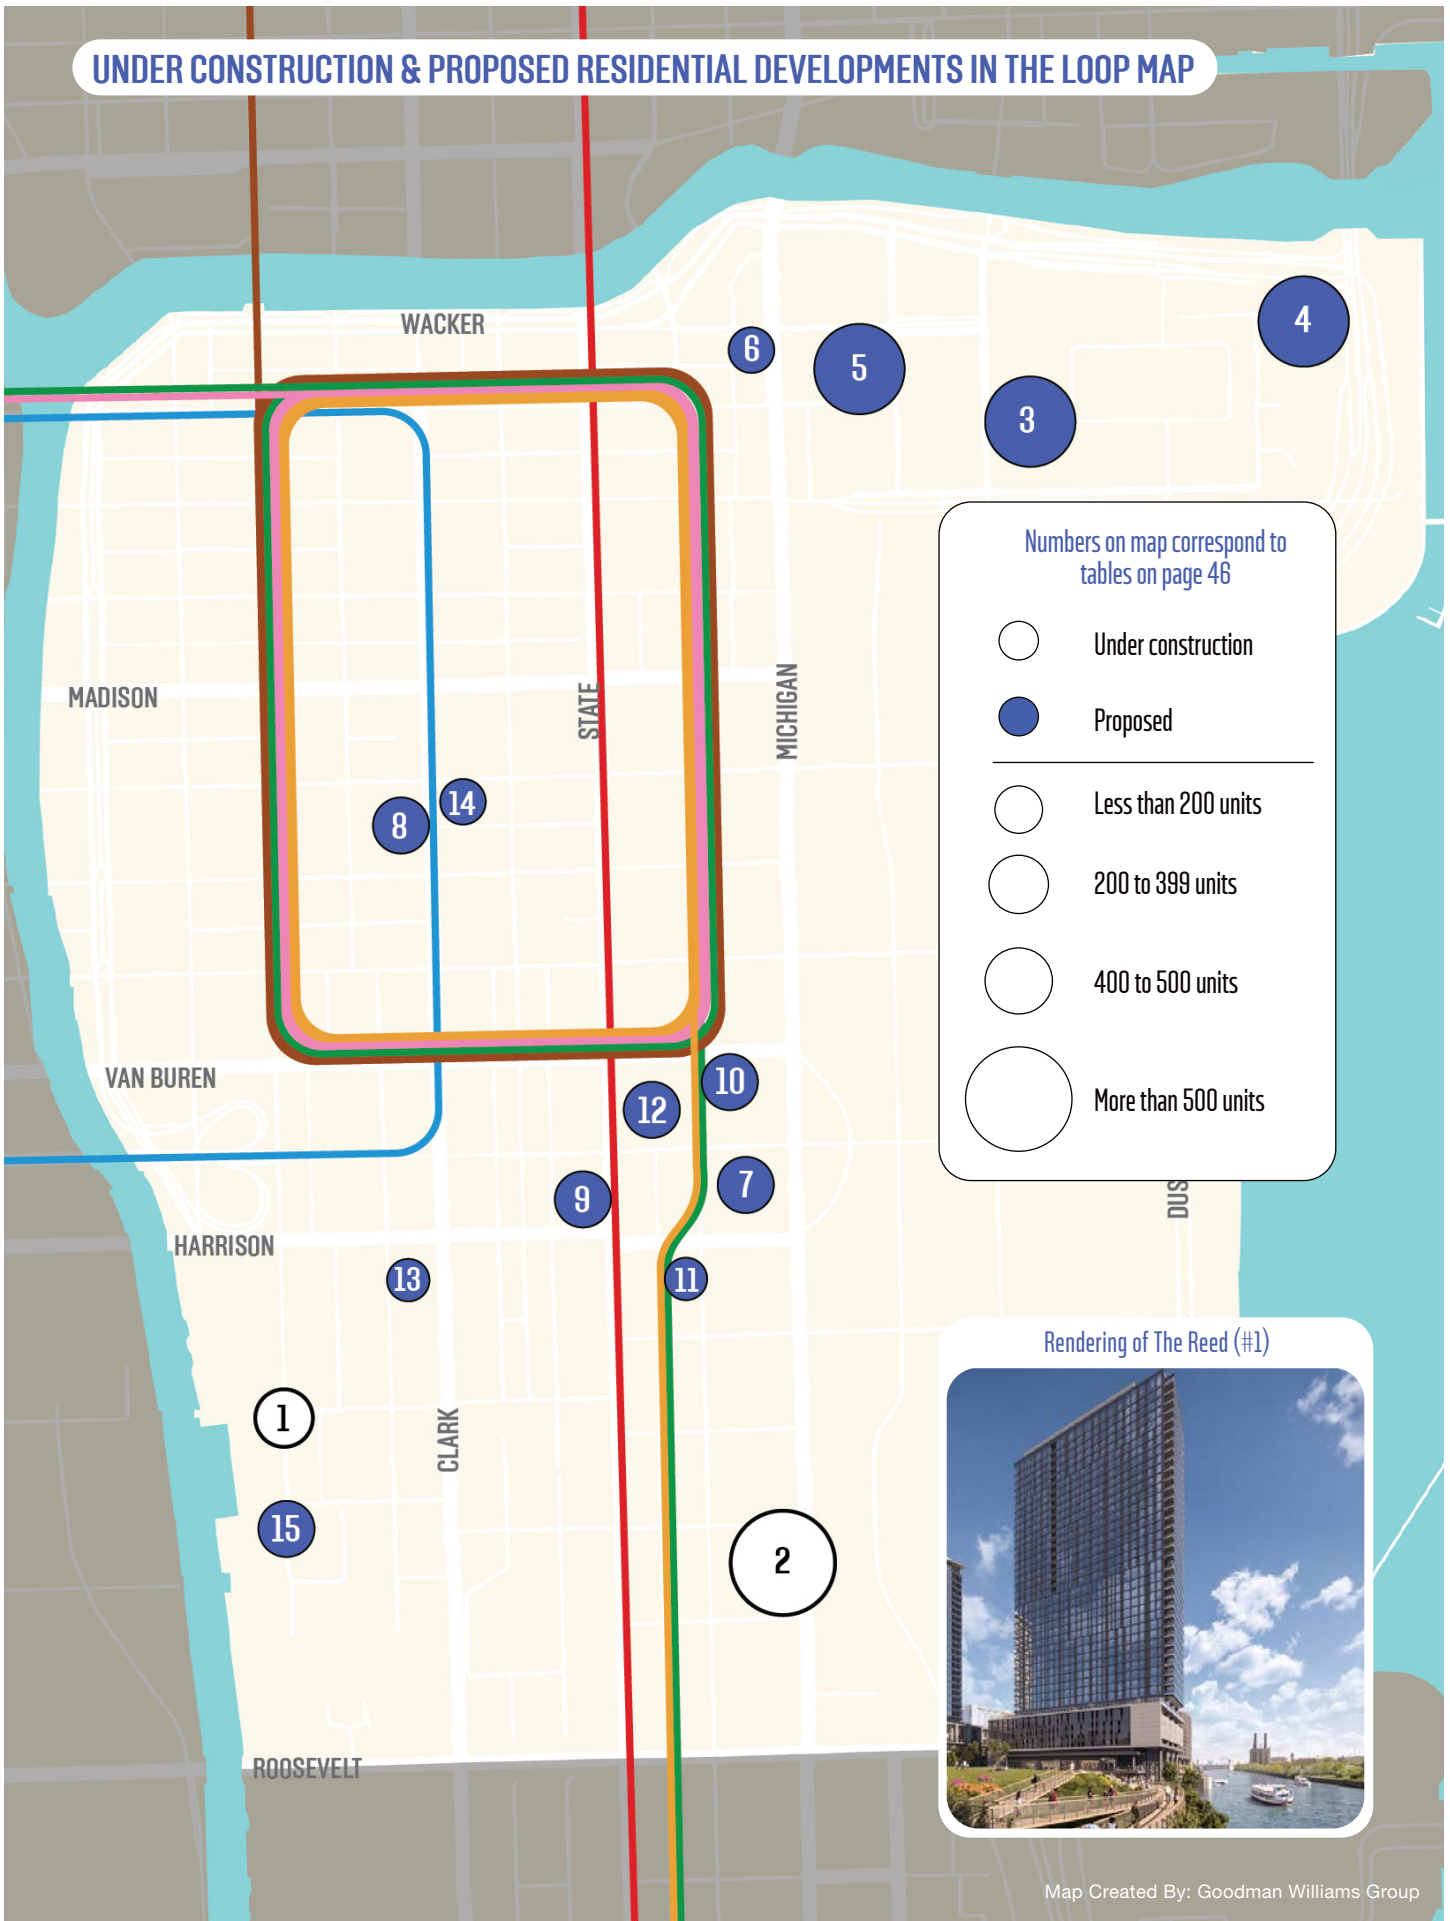 UNDER CONSTRUCTION & PROPOSED RESIDENTIAL DEVELOPMENTS IN THE LOOP MAP
WACKER
6
5
4
3
Numbers on map correspond to
tables on page 46
Under construction
Proposed
Less than 200 units
200 to 399 units
400 to 500 units
More than 500 units
MADISON
STATE
MICHIGAN
8
14
VAN BUREN
10
12
9
7
DUS
HARRISON
13
11
1
CLARK
15
2
ROOSEVELT
Rendering of The Reed (#1)
Map Created By: Goodman Williams Group